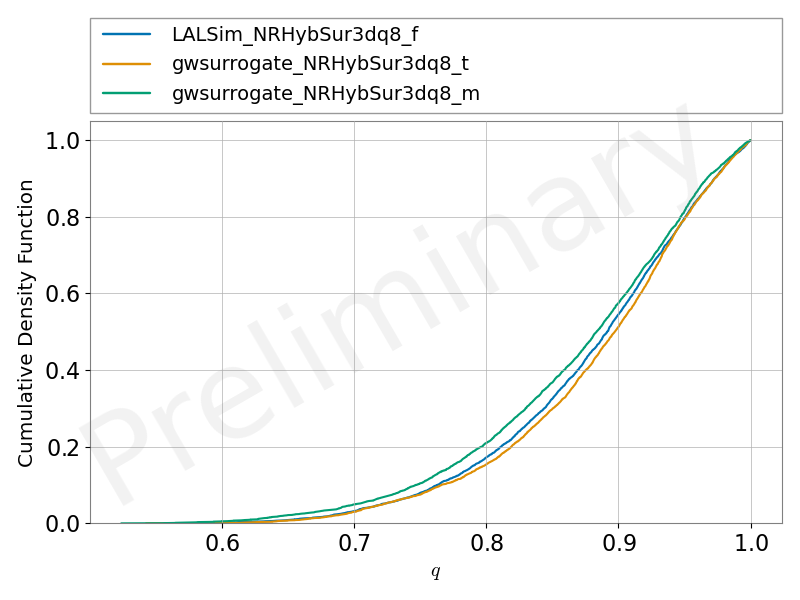 LALSim_NRHybSur3dq8_f
gwsurrogate_NRHybSur3dq8_t
gwsurrogate_NRHybSur3dq8_m
Preliminary
Cumulative Density Function
1.0
0.8
0.6
0.4
0.2
0.0
0.6 0.7 0.8 0.9 1.0
q